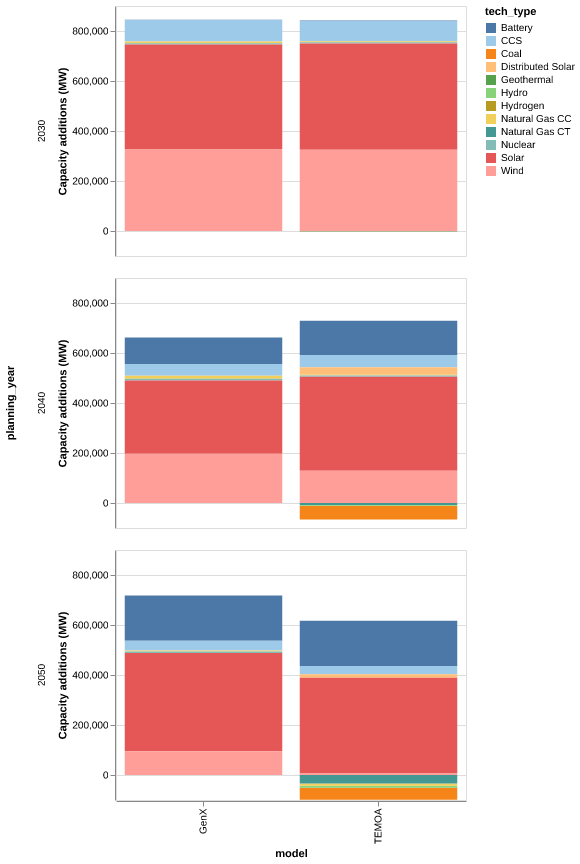 tech_type
Battery
CCS
Coal
Distributed Solar
Geothermal
Hydro
Hydrogen
Natural Gas CC
Natural Gas CT
Nuclear
Solar
Wind
planning_year
2030
Capacity additions (MW)
800,000
600,000
400,000
200,000
0
2040
Capacity additions (MW)
800,000
600,000
400,000
200,000
0
2050
Capacity additions (MW)
800,000
600,000
400,000
200,000
0
GenX
TEMOA
model